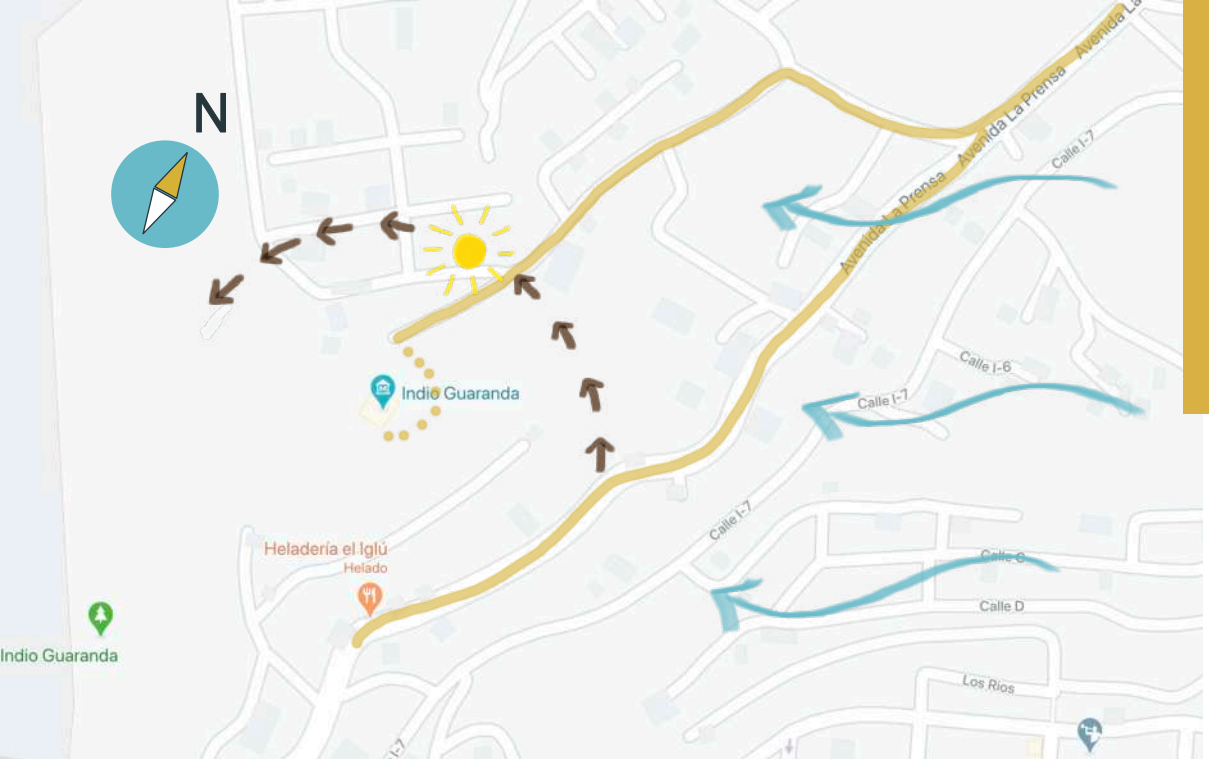 Avenida La
N
Avenida La Prensa
Calle I-7
Avenida La Prensa
Calle I-6
Indio Guaranda
Calle I-7
Calle I-7
Heladería el Iglú
Helado
Calle C
Calle D
Indio Guaranda
Los Rios
I-7